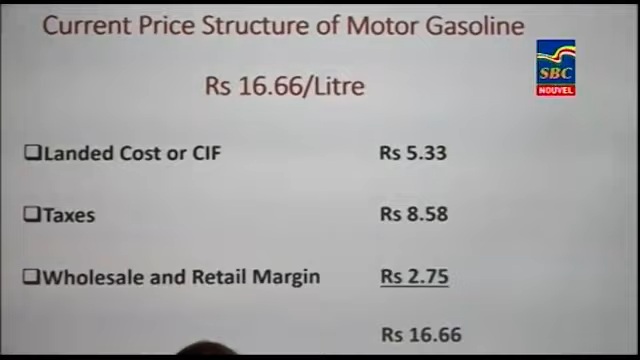 Current Price Structure of Motor Gasoline
Rs 16.66/Litre
SBC
NOUVEL
Landed Cost or CIF Rs 5.33
Taxes Rs 8.58
Wholesale and Retail Margin Rs 2.75
Rs 16.66